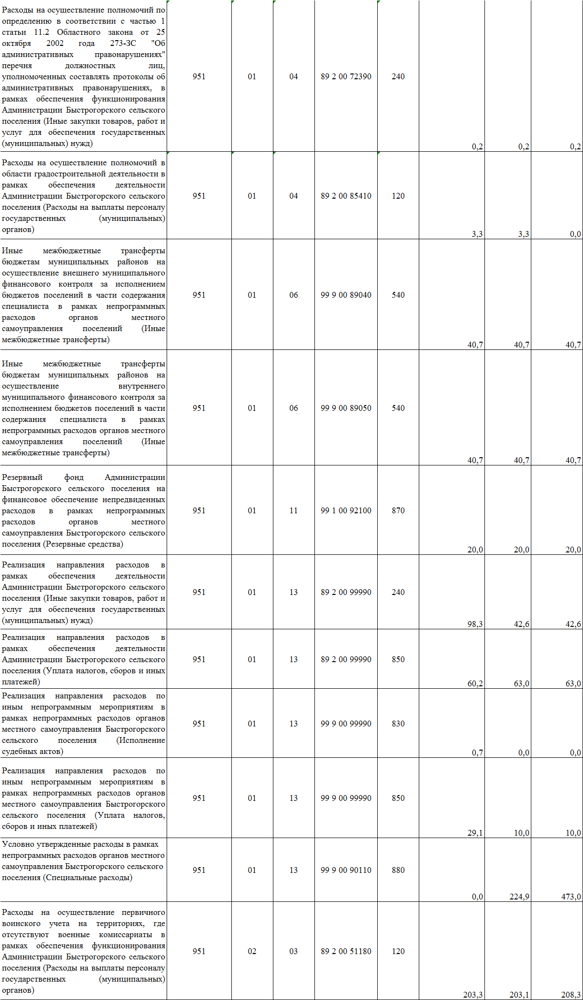 Расходы на осуществление полномочий по
определению в соответствии с частью 1
статьи 11.2 Областного закона от 25
октября 2002 года 273-ЗС "Об
административных правонарушениях"
перечня должностных лиц,
уполномоченных составлять протоколы об
административных правонарушениях, в
рамках обеспечения функционирования
Администрации Быстрогорского сельского
поселения (Иные закупки товаров, работ и
услуг для обеспечения государственных
(муниципальных) нужд)
951 01 04 89 2 00 72390 240
0,2 0,2 0,2
Расходы на осуществление полномочий в
области градостроительной деятельности в
рамках обеспечения деятельности
Администрации Быстрогорского сельского
поселения (Расходы на выплаты персоналу
государственных (муниципальных)
органов)
951 01 04 89 2 00 85410 120
3,3 3,3 0,0
Иные межбюджетные трансферты
бюджетам муниципальных районов на
осуществление внешнего муниципального
финансового контроля за исполнением
бюджетов поселений в части содержания
специалиста в рамках непрограммных
расходов органов местного
самоуправления поселений (Иные
межбюджетные трансферты)
951 01 06 99 9 00 89040 540
40,7 40,7 40,7
Иные межбюджетные трансферты
бюджетам муниципальных районов на
осуществление внутреннего
муниципального финансового контроля за
исполнением бюджетов поселений в части
содержания специалиста в рамках
непрограммных расходов органов местного
самоуправления поселений (Иные
межбюджетные трансферты)
951 01 06 99 9 00 89050 540
40,7 40,7 40,7
Резервный фонд Администрации
Быстрогорского сельского поселения на
финансовое обеспечение непредвиденных
расходов в рамках непрограммных
расходов органов местного
самоуправления Быстрогорского сельского
поселения (Резервные средства)
951 01 11 99 1 00 92100 870
20,0 20,0 20,0
Реализация направления расходов в
рамках обеспечения деятельности
Администрации Быстрогорского сельского
поселения (Иные закупки товаров, работ и
услуг для обеспечения государственных
(муниципальных) нужд)
951 01 13 89 2 00 99990 240
98,3 42,6 42,6
Реализация направления расходов в
рамках обеспечения деятельности
Администрации Быстрогорского сельского
поселения (Уплата налогов, сборов и иных
платежей)
951 01 13 89 2 00 99990 850
60,2 63,0 63,0
Реализация направления расходов по
иным непрограммным мероприятиям в
рамках непрограммных расходов органов
местного самоуправления Быстрогорского
сельского поселения (Исполнение
судебных актов)
951 01 13 99 9 00 99990 830
0,7 0,0 0,0
Реализация направления расходов по
иным непрограммным мероприятиям в
рамках непрограммных расходов органов
местного самоуправления Быстрогорского
сельского поселения (Уплата налогов,
сборов и иных платежей)
951 01 13 99 9 00 99990 850
29,1 10,0 10,0
Условно утвержденные расходы в рамках
непрограммных расходов органов местного
самоуправления Быстрогорского сельского
поселения (Специальные расходы)
951 01 13 99 9 00 90110 880
0,0 224,9 473,0
Расходы на осуществление первичного
воинского учета на территориях, где
отсутствуют военные комиссариаты в
рамках обеспечения функционирования
Администрации Быстрогорского сельского
поселения (Расходы на выплаты персоналу
государственных (муниципальных)
органов)
951 02 03 89 2 00 51180 120
203,3 203,1 208,3